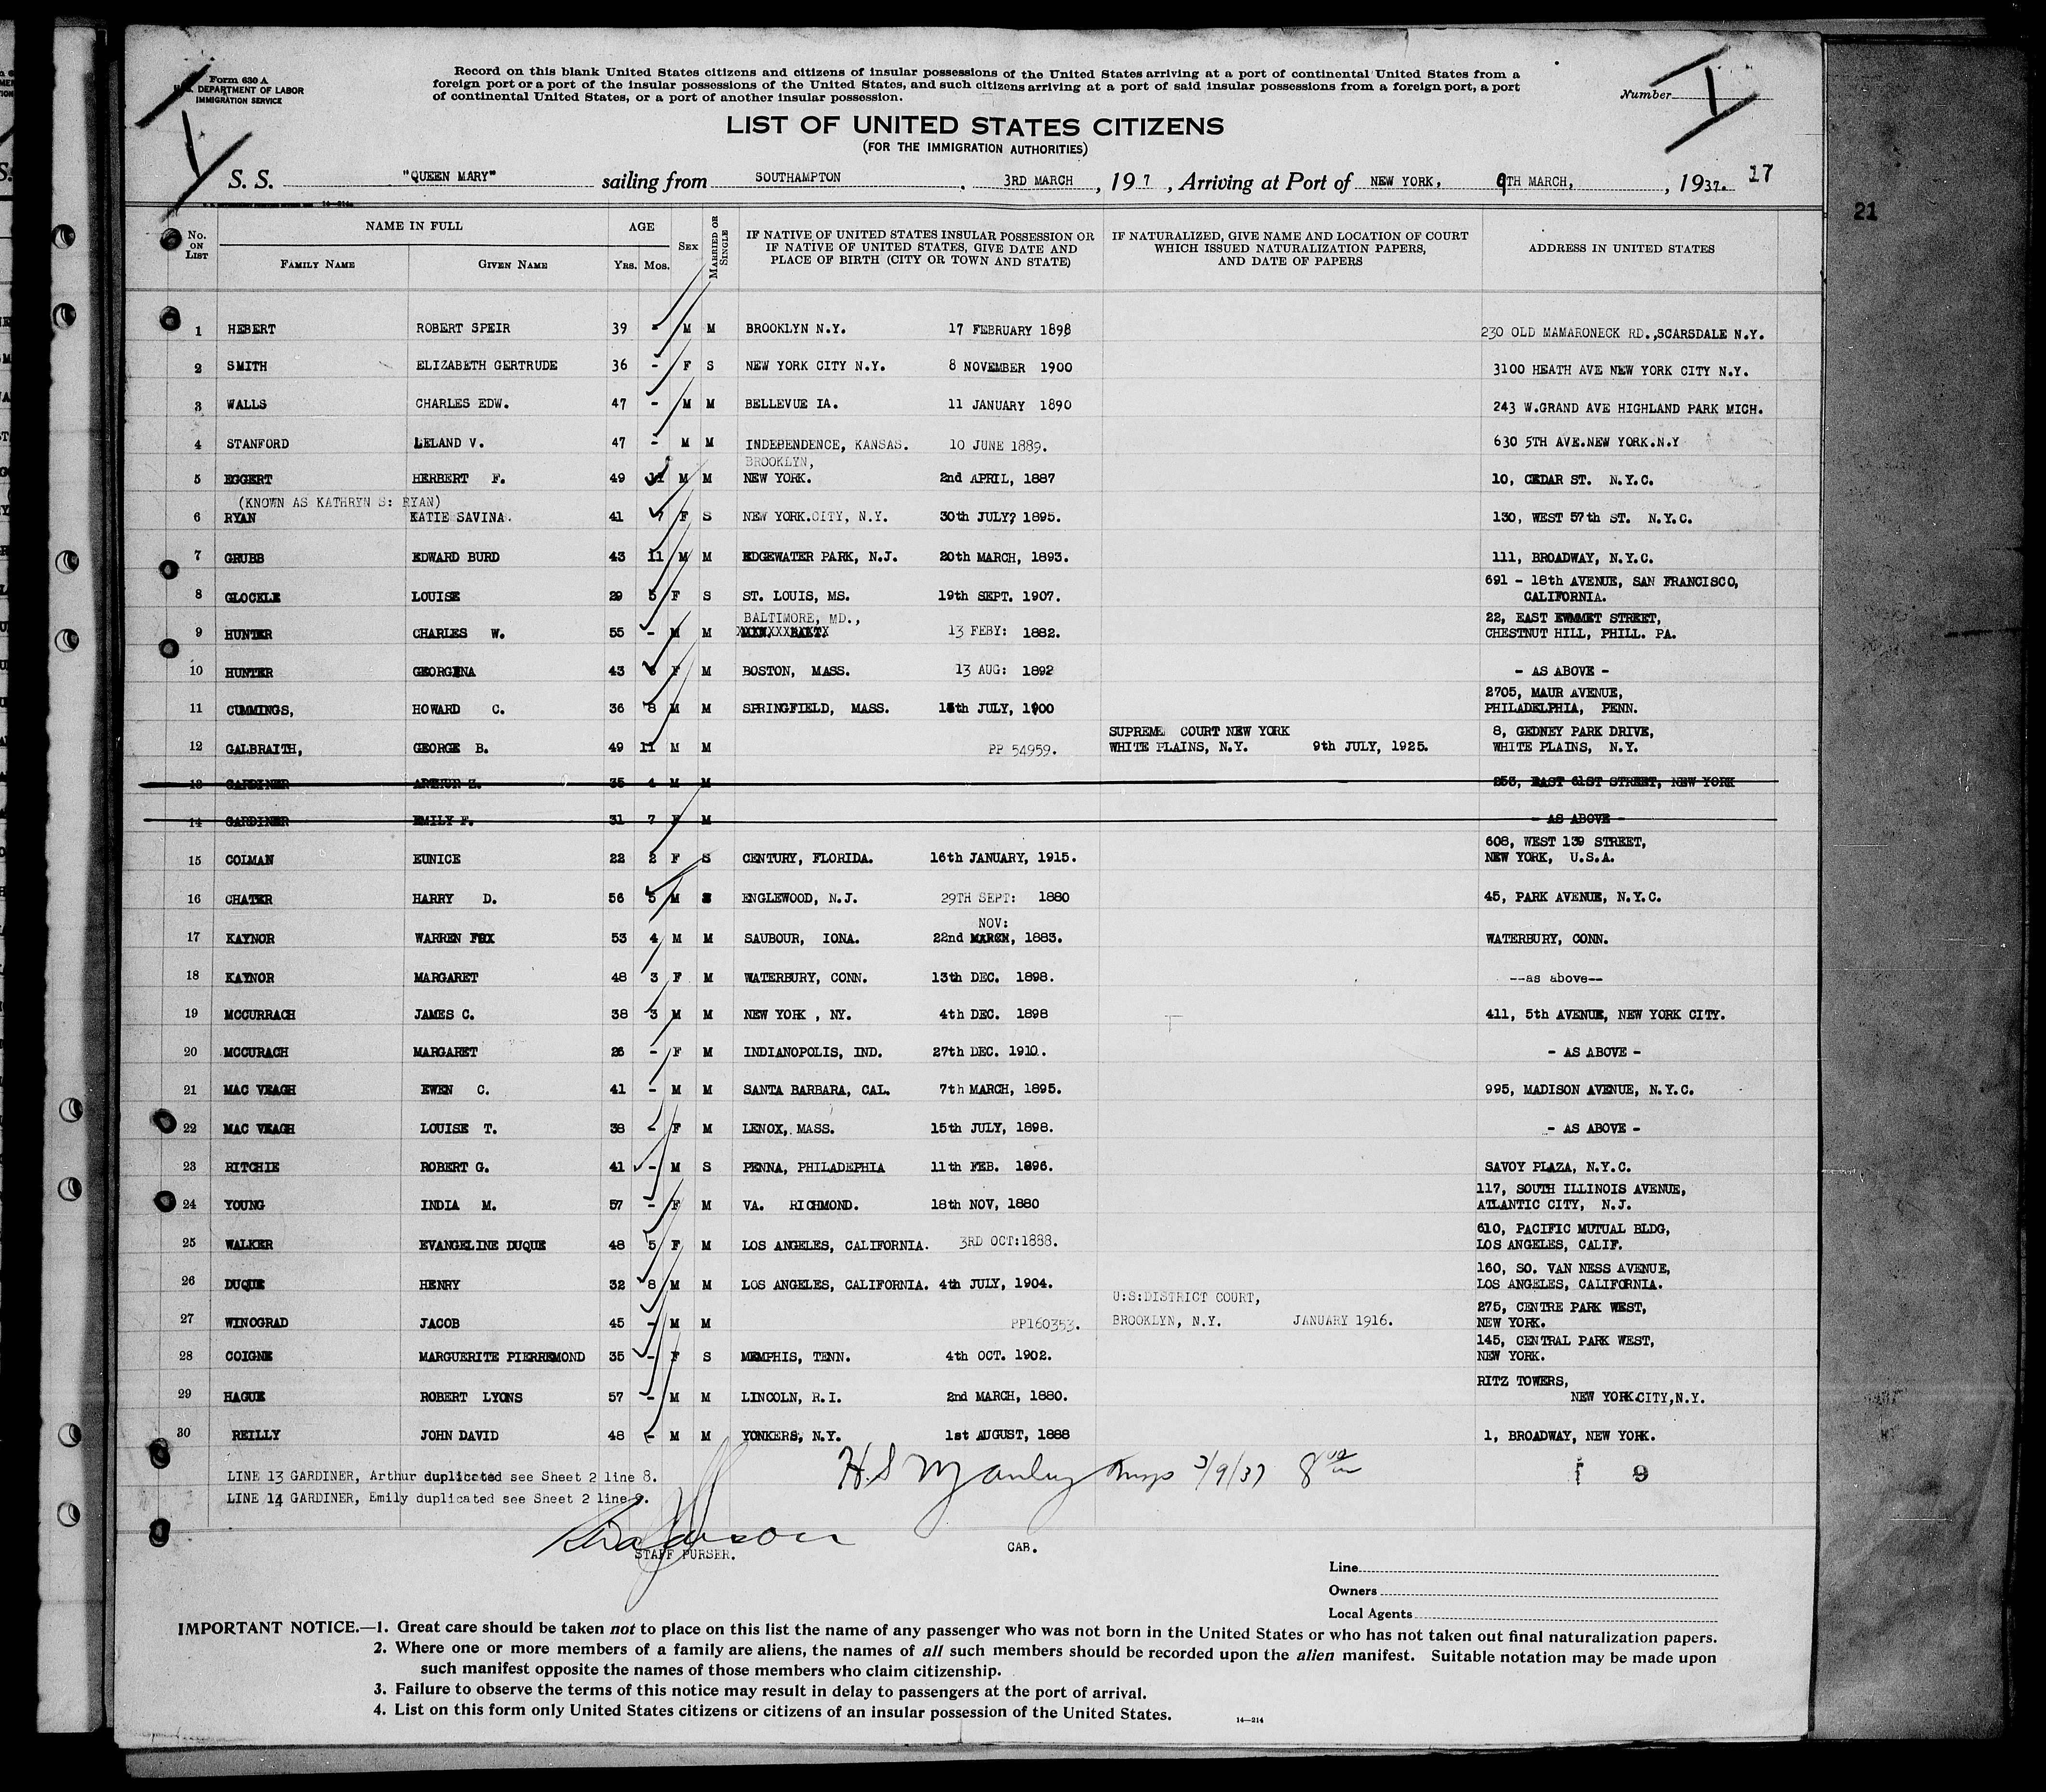 Form 630 A
U.S. DEPARTMENT OF LABOR
IMMIGRATION SERVICE
Record on this blank United States citizens and citizens of insular possessions of the United States arriving at a port of continental United States from a
foreign port or a port of the insular possessions of the United States, and such citizens arriving at a port of said insular possessions from a foreign port, a port
of continental United States, or a port of another insular possession.
Number I
LIST OF UNITED STATES CITIZENS
(FOR THE IMMIGRATION AUTHORITIES)
S. S. "QUEEN MARY" sailing from SOUTHAMPTON , 3RD MARCH , 19 7 , Arriving at Port of NEW YORK, 9TH MARCH, , 1937. 17
21
No. ON LIST NAME IN FULL AGE SEX MARRIED OR SINGLE IF NATIVE OF UNITED STATES INSULAR POSSESSION OR IF NATIVE OF UNITED STATES, GIVE DATE AND PLACE OF BIRTH (CITY OR TOWN AND STATE) IF NATURALIZED, GIVE NAME AND LOCATION OF COURT WHICH ISSUED NATURALIZATION PAPERS, AND DATE OF PAPERS ADDRESS IN UNITED STATES
FAMILY NAME GIVEN NAME YRS. MOS.
1 HEBERT ROBERT SPEIR 39 - M M BROOKLYN N.Y. 17 FEBRUARY 1898 230 OLD MAMARONECK RD.,SCARSDALE N.Y.
2 SMITH ELIZABETH GERTRUDE 36 - F S NEW YORK CITY N.Y. 8 NOVEMBER 1900 3100 HEATH AVE NEW YORK CITY N.Y.
3 WALLS CHARLES EDW. 47 - M M BELLEVUE IA. 11 JANUARY 1890 243 W.GRAND AVE HIGHLAND PARK MICH.
4 STANFORD LELAND V. 47 - M M INDEPENDENCE, KANSAS. 10 JUNE 1889. 630 5TH AVE.NEW YORK.N.Y
BROOKLYN,
5 EGGERT HERBERT F. 49 11 M M NEW YORK. 2nd APRIL, 1887 10, CEDAR ST. N.Y.C.
(KNOWN AS KATHRYN S: RYAN)
6 RYAN KATIE SAVINA. 41 7 F S NEW YORK.CITY, N.Y. 30th JULY? 1895. 130, WEST 57th ST. N.Y.C.
7 GRUBB EDWARD BURD 43 11 M M EDGEWATER PARK, N.J. 20th MARCH, 1893. 111, BROADWAY, N.Y.C.
691 - 18th AVENUE, SAN FRANCISCO,
8 GLOCKLE LOUISE 29 5 F S ST. LOUIS, MS. 19th SEPT. 1907. CALIFORNIA.
BALTIMORE, MD., 22, EAST EMMET STREET,
9 HUNTER CHARLES W. 55 - M M 13 FEBY: 1882. CHESTNUT HILL, PHILL. PA.
10 HUNTER GEORGENA 43 6 F M BOSTON, MASS. 13 AUG: 1892 - AS ABOVE -
2705, MAUR AVENUE,
11 CUMMINGS, HOWARD C. 36 8 M M SPRINGFIELD, MASS. 15th JULY, 1900 PHILADELPHIA, PENN.
SUPREME COURT NEW YORK 8, GEDNEY PARK DRIVE,
12 GALBRAITH, GEORGE B. 49 11 M M PP 54959. WHITE PLAINS, N.Y. 9th JULY, 1925. WHITE PLAINS, N.Y.
13 GARDINER ARTHUR Z. 35 4 M M 253, EAST 61ST STREET, NEW YORK
14 GARDINER EMILY F. 31 7 F M - AS ABOVE -
608, WEST 139 STREET,
15 COLMAN EUNICE 22 2 F S CENTURY, FLORIDA. 16th JANUARY, 1915. NEW YORK, U.S.A.
16 CHATER HARRY D. 56 5 M S ENGLEWOOD, N.J. 29TH SEPT: 1880 45, PARK AVENUE, N.Y.C.
NOV:
17 KAYNOR WARREN FOX 53 4 M M SAUBOUR, IONA. 22nd MARCH, 1883. WATERBURY, CONN.
18 KAYNOR MARGARET 48 3 F M WATERBURY, CONN. 13th DEC. 1898. --as above--
19 MCCURRACH JAMES C. 38 3 M M NEW YORK , NY. 4th DEC. 1898 411, 5th AVENUE, NEW YORK CITY.
20 MCCURACH MARGARET 26 - F M INDIANOPOLIS, IND. 27th DEC. 1910. - AS ABOVE -
21 MAC VEAGH EWEN C. 41 - M M SANTA BARBARA, CAL. 7th MARCH, 1895. 995, MADISON AVENUE, N.Y.C.
22 MAC VEAGH LOUISE T. 38 - F M LENOX, MASS. 15th JULY, 1898. - AS ABOVE -
23 RITCHIE ROBERT G. 41 - M S PENNA, PHILADEPHIA 11th FEB. 1896. SAVOY PLAZA, N.Y.C.
117, SOUTH ILLINOIS AVENUE,
24 YOUNG INDIA M. 57 - F M VA. RICHMOND. 18th NOV, 1880 ATLANTIC CITY, N.J.
610, PACIFIC MUTUAL BLDG,
25 WALKER EVANGELINE DUQUE 48 5 F M LOS ANGELES, CALIFORNIA. 3RD OCT:1888. LOS ANGELES, CALIF.
160, SO. VAN NESS AVENUE,
26 DUQUE HENRY 32 8 M M LOS ANGELES, CALIFORNIA. 4th JULY, 1904. LOS ANGELES, CALIFORNIA.
U:S:DISTRICT COURT, 275, CENTRE PARK WEST,
27 WINOGRAD JACOB 45 - M M PP160353. BROOKLYN, N.Y. JANUARY 1916. NEW YORK.
145, CENTRAL PARK WEST,
28 COIGNE MARGUERITE PIERREMOND 35 - F S MEMPHIS, TENN. 4th OCT. 1902. NEW YORK.
RITZ TOWERS,
29 HAGUE ROBERT LYONS 57 - M M LINCOLN, R.I. 2nd MARCH, 1880. NEW YORK.CITY,N.Y.
30 REILLY JOHN DAVID 48 - M M YONKERS, N.Y. 1st AUGUST, 1888 1, BROADWAY, NEW YORK.
LINE 13 GARDINER, Arthur duplicated see Sheet 2 line 8.
LINE 14 GARDINER, Emily duplicated see Sheet 2 line 9.
H.S Manley 3/9/37 8 00
9
STAFF PURSER. CAB.
Line
Owners
Local Agents
IMPORTANT NOTICE.—1. Great care should be taken not to place on this list the name of any passenger who was not born in the United States or who has not taken out final naturalization papers.
2. Where one or more members of a family are aliens, the names of all such members should be recorded upon the alien manifest. Suitable notation may be made upon
such manifest opposite the names of those members who claim citizenship.
3. Failure to observe the terms of this notice may result in delay to passengers at the port of arrival.
4. List on this form only United States citizens or citizens of an insular possession of the United States.
14—214